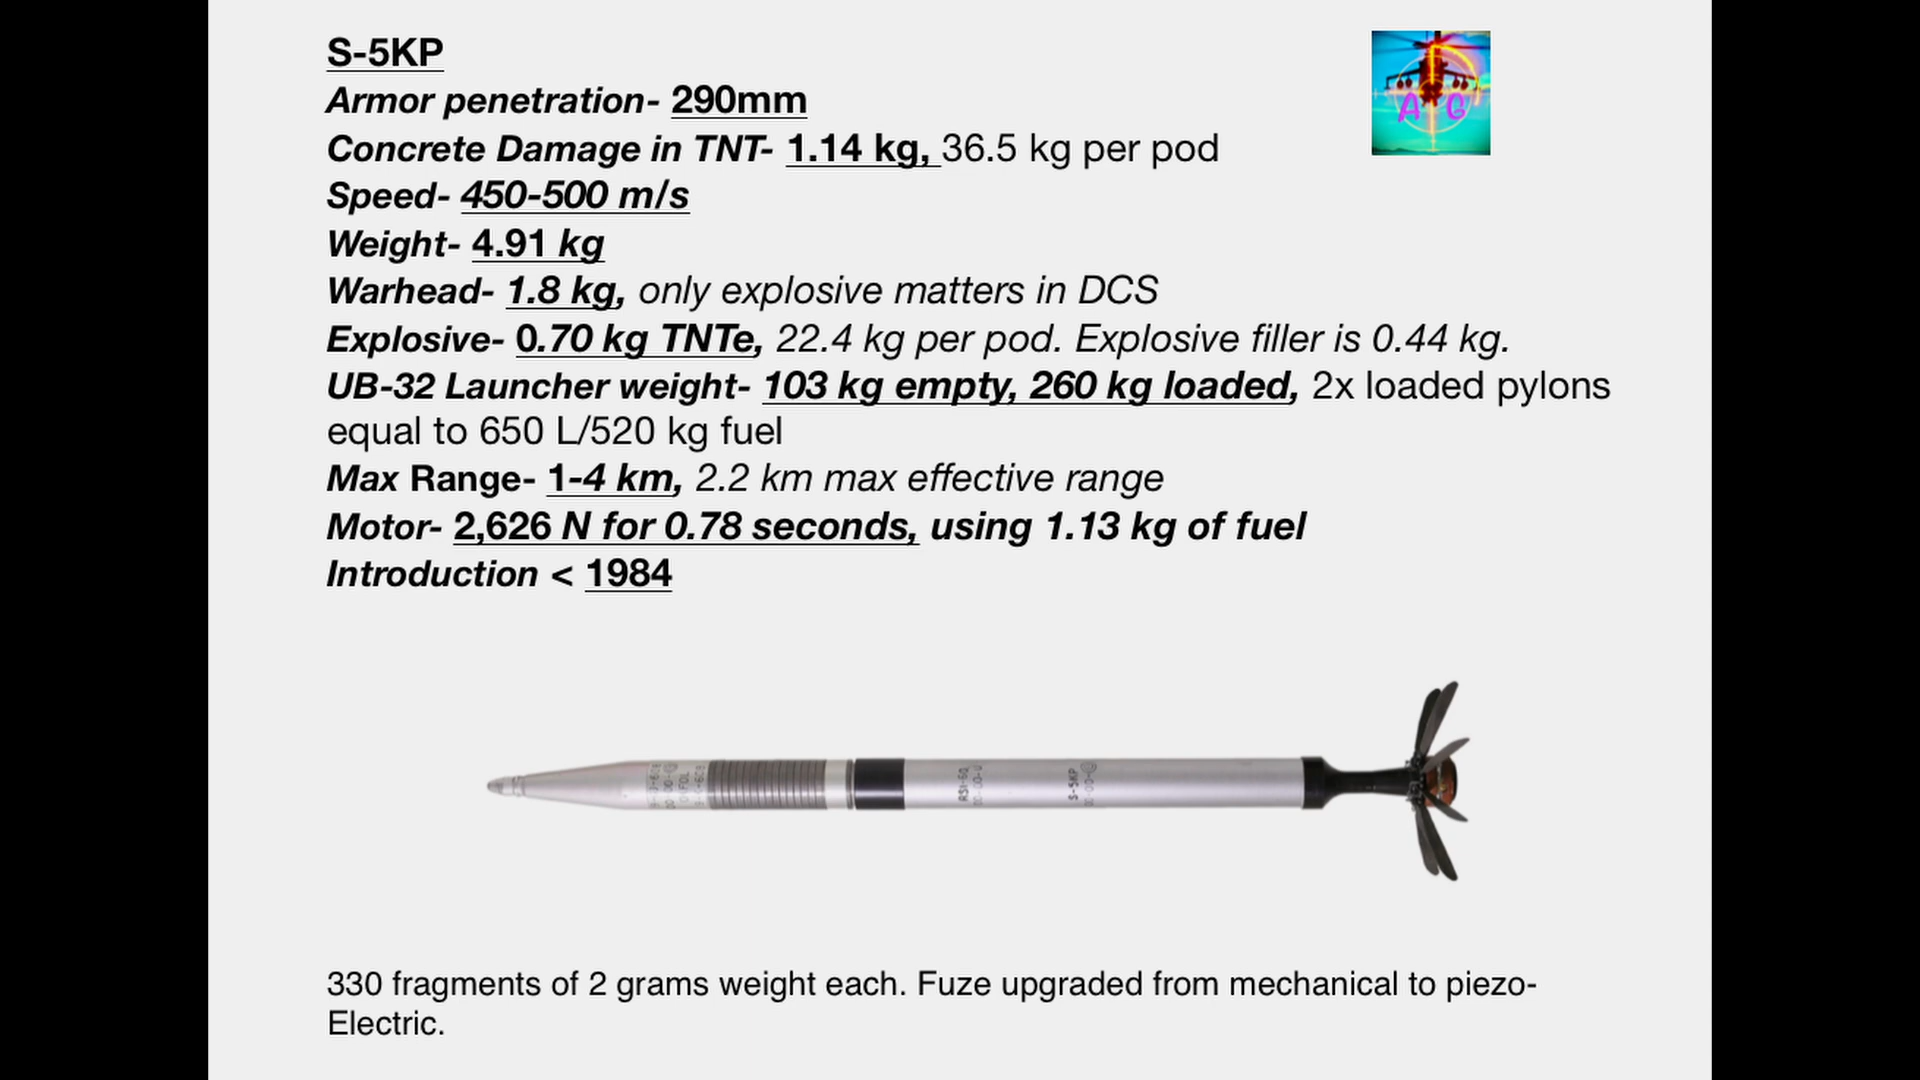 S-5KP
Armor penetration- 290mm
Concrete Damage in TNT- 1.14 kg, 36.5 kg per pod
Speed- 450-500 m/s
Weight- 4.91 kg
Warhead- 1.8 kg, only explosive matters in DCS
Explosive- 0.70 kg TNTe, 22.4 kg per pod. Explosive filler is 0.44 kg.
UB-32 Launcher weight- 103 kg empty, 260 kg loaded, 2x loaded pylons
equal to 650 L/520 kg fuel
Max Range- 1-4 km, 2.2 km max effective range
Motor- 2,626 N for 0.78 seconds, using 1.13 kg of fuel
Introduction < 1984
A G
S-5KP
330 fragments of 2 grams weight each. Fuze upgraded from mechanical to piezo-
Electric.